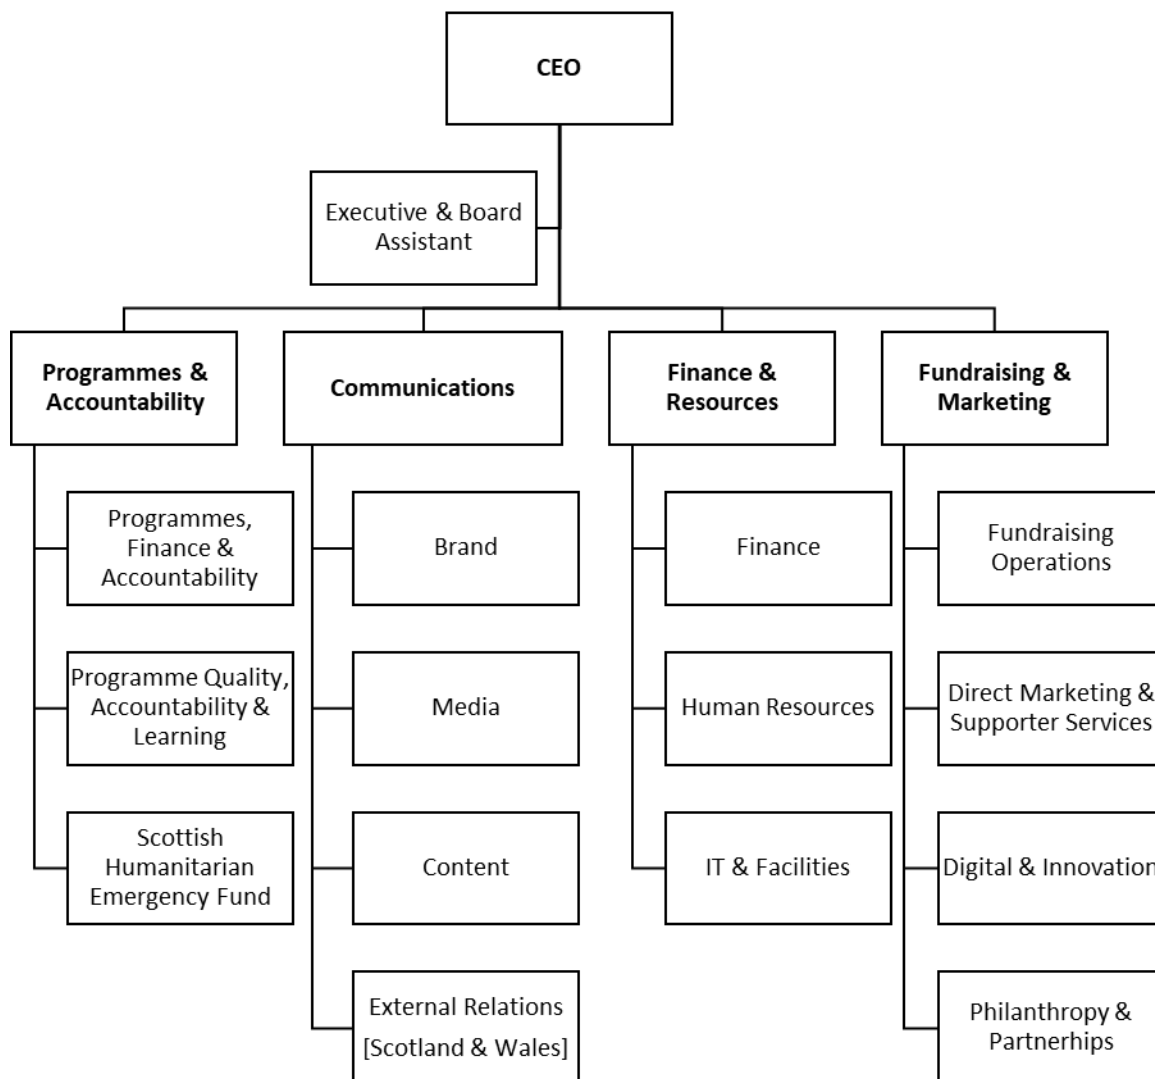 CEO
Executive & Board
Assistant
Programmes &
Accountability
Communications
Finance &
Resources
Fundraising &
Marketing
Programmes,
Finance &
Accountability
Brand
Finance
Fundraising
Operations
Programme Quality,
Accountability &
Learning
Media
Human Resources
Direct Marketing &
Supporter Services
Scottish
Humanitarian
Emergency Fund
Content
IT & Facilities
Digital & Innovation
External Relations
[Scotland & Wales]
Philanthropy &
Partnerhips